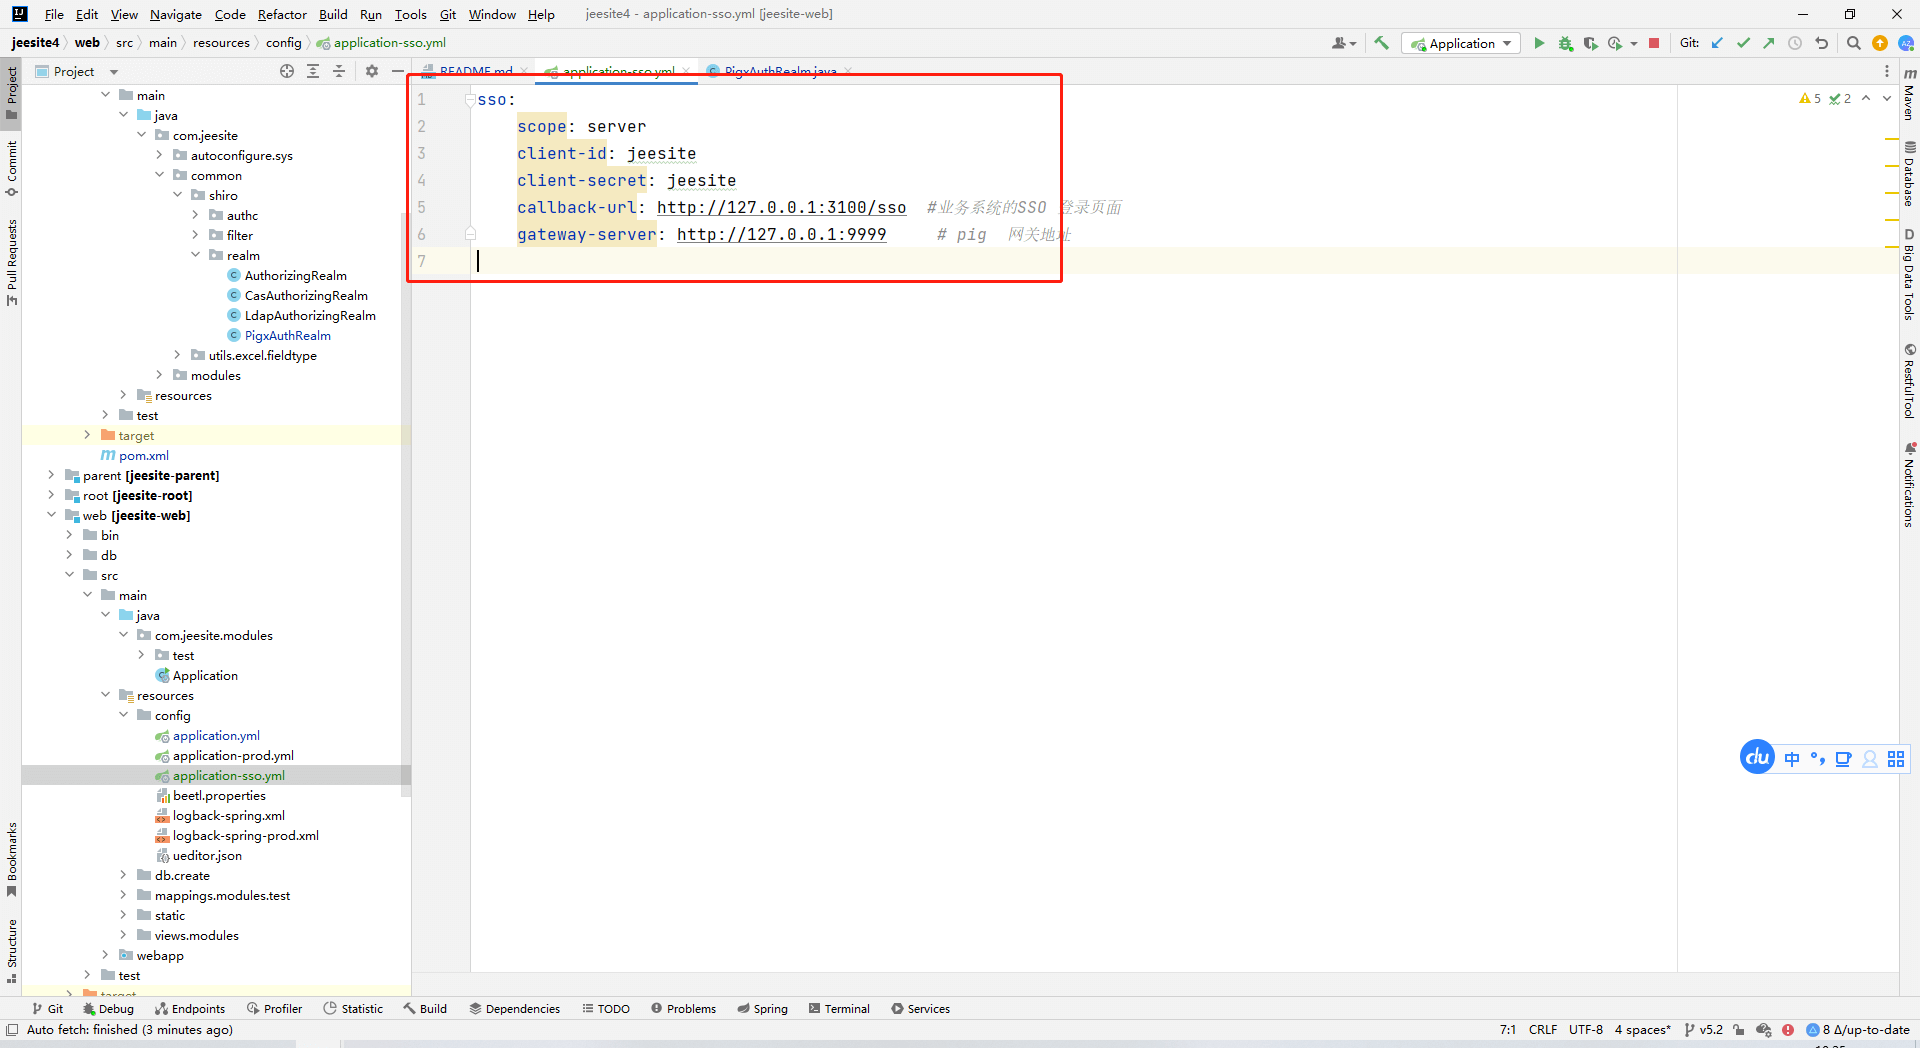 File Edit View Navigate Code Refactor Build Run Tools Git Window Help jeesite4 - application-sso.yml [jeesite-web]
jeesite4 web src main resources config application-sso.yml Application Git:
Project README.md application-sso.yml PigxAuthRealm.java
1 sso:
2 scope: server
3 client-id: jeesite
4 client-secret: jeesite
5 callback-url: http://127.0.0.1:3100/sso #业务系统的SSO 登录页面
6 gateway-server: http://127.0.0.1:9999 # pig 网关地址
7
5 2
main
java
com.jeesite
autoconfigure.sys
common
shiro
authc
filter
realm
AuthorizingRealm
CasAuthorizingRealm
LdapAuthorizingRealm
PigxAuthRealm
utils.excel.fieldtype
modules
resources
test
target
pom.xml
parent [jeesite-parent]
root [jeesite-root]
web [jeesite-web]
bin
db
src
main
java
com.jeesite.modules
test
Application
resources
config
application.yml
application-prod.yml
application-sso.yml
beetl.properties
logback-spring.xml
logback-spring-prod.xml
ueditor.json
db.create
mappings.modules.test
static
views.modules
webapp
test
target
Project
Commit
Pull Requests
Bookmarks
Structure
Maven
Database
Big Data Tools
RestfulTool
Notifications
du 中
Git Debug Endpoints Profiler Statistic Build Dependencies TODO Problems Spring Terminal Services
Auto fetch: finished (3 minutes ago) 7:1 CRLF UTF-8 4 spaces* v5.2 8 Δ/up-to-date